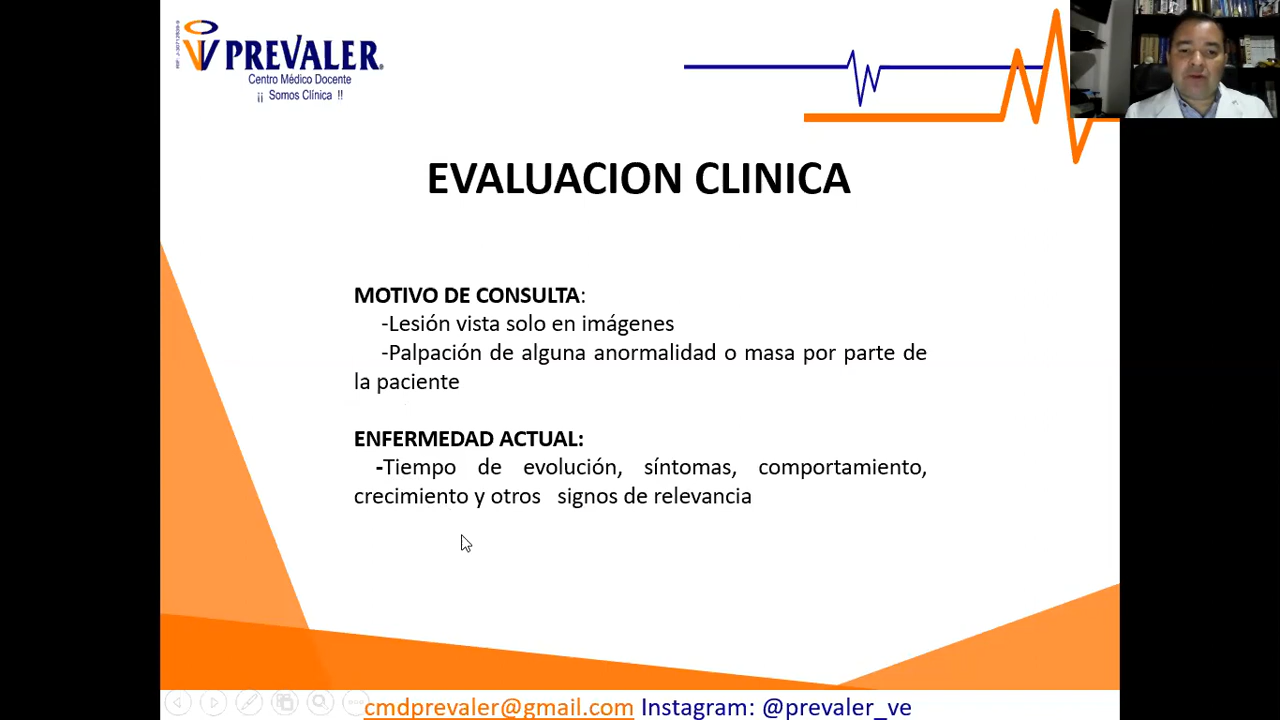 PREVALER
Centro Médico Docente
¡¡ Somos Clínica !!
EVALUACION CLINICA
MOTIVO DE CONSULTA:
-Lesión vista solo en imágenes
-Palpación de alguna anormalidad o masa por parte de
la paciente
ENFERMEDAD ACTUAL:
-Tiempo de evolución, síntomas, comportamiento,
crecimiento y otros signos de relevancia
cmdprevaler@gmail.com Instagram: @prevaler_ve